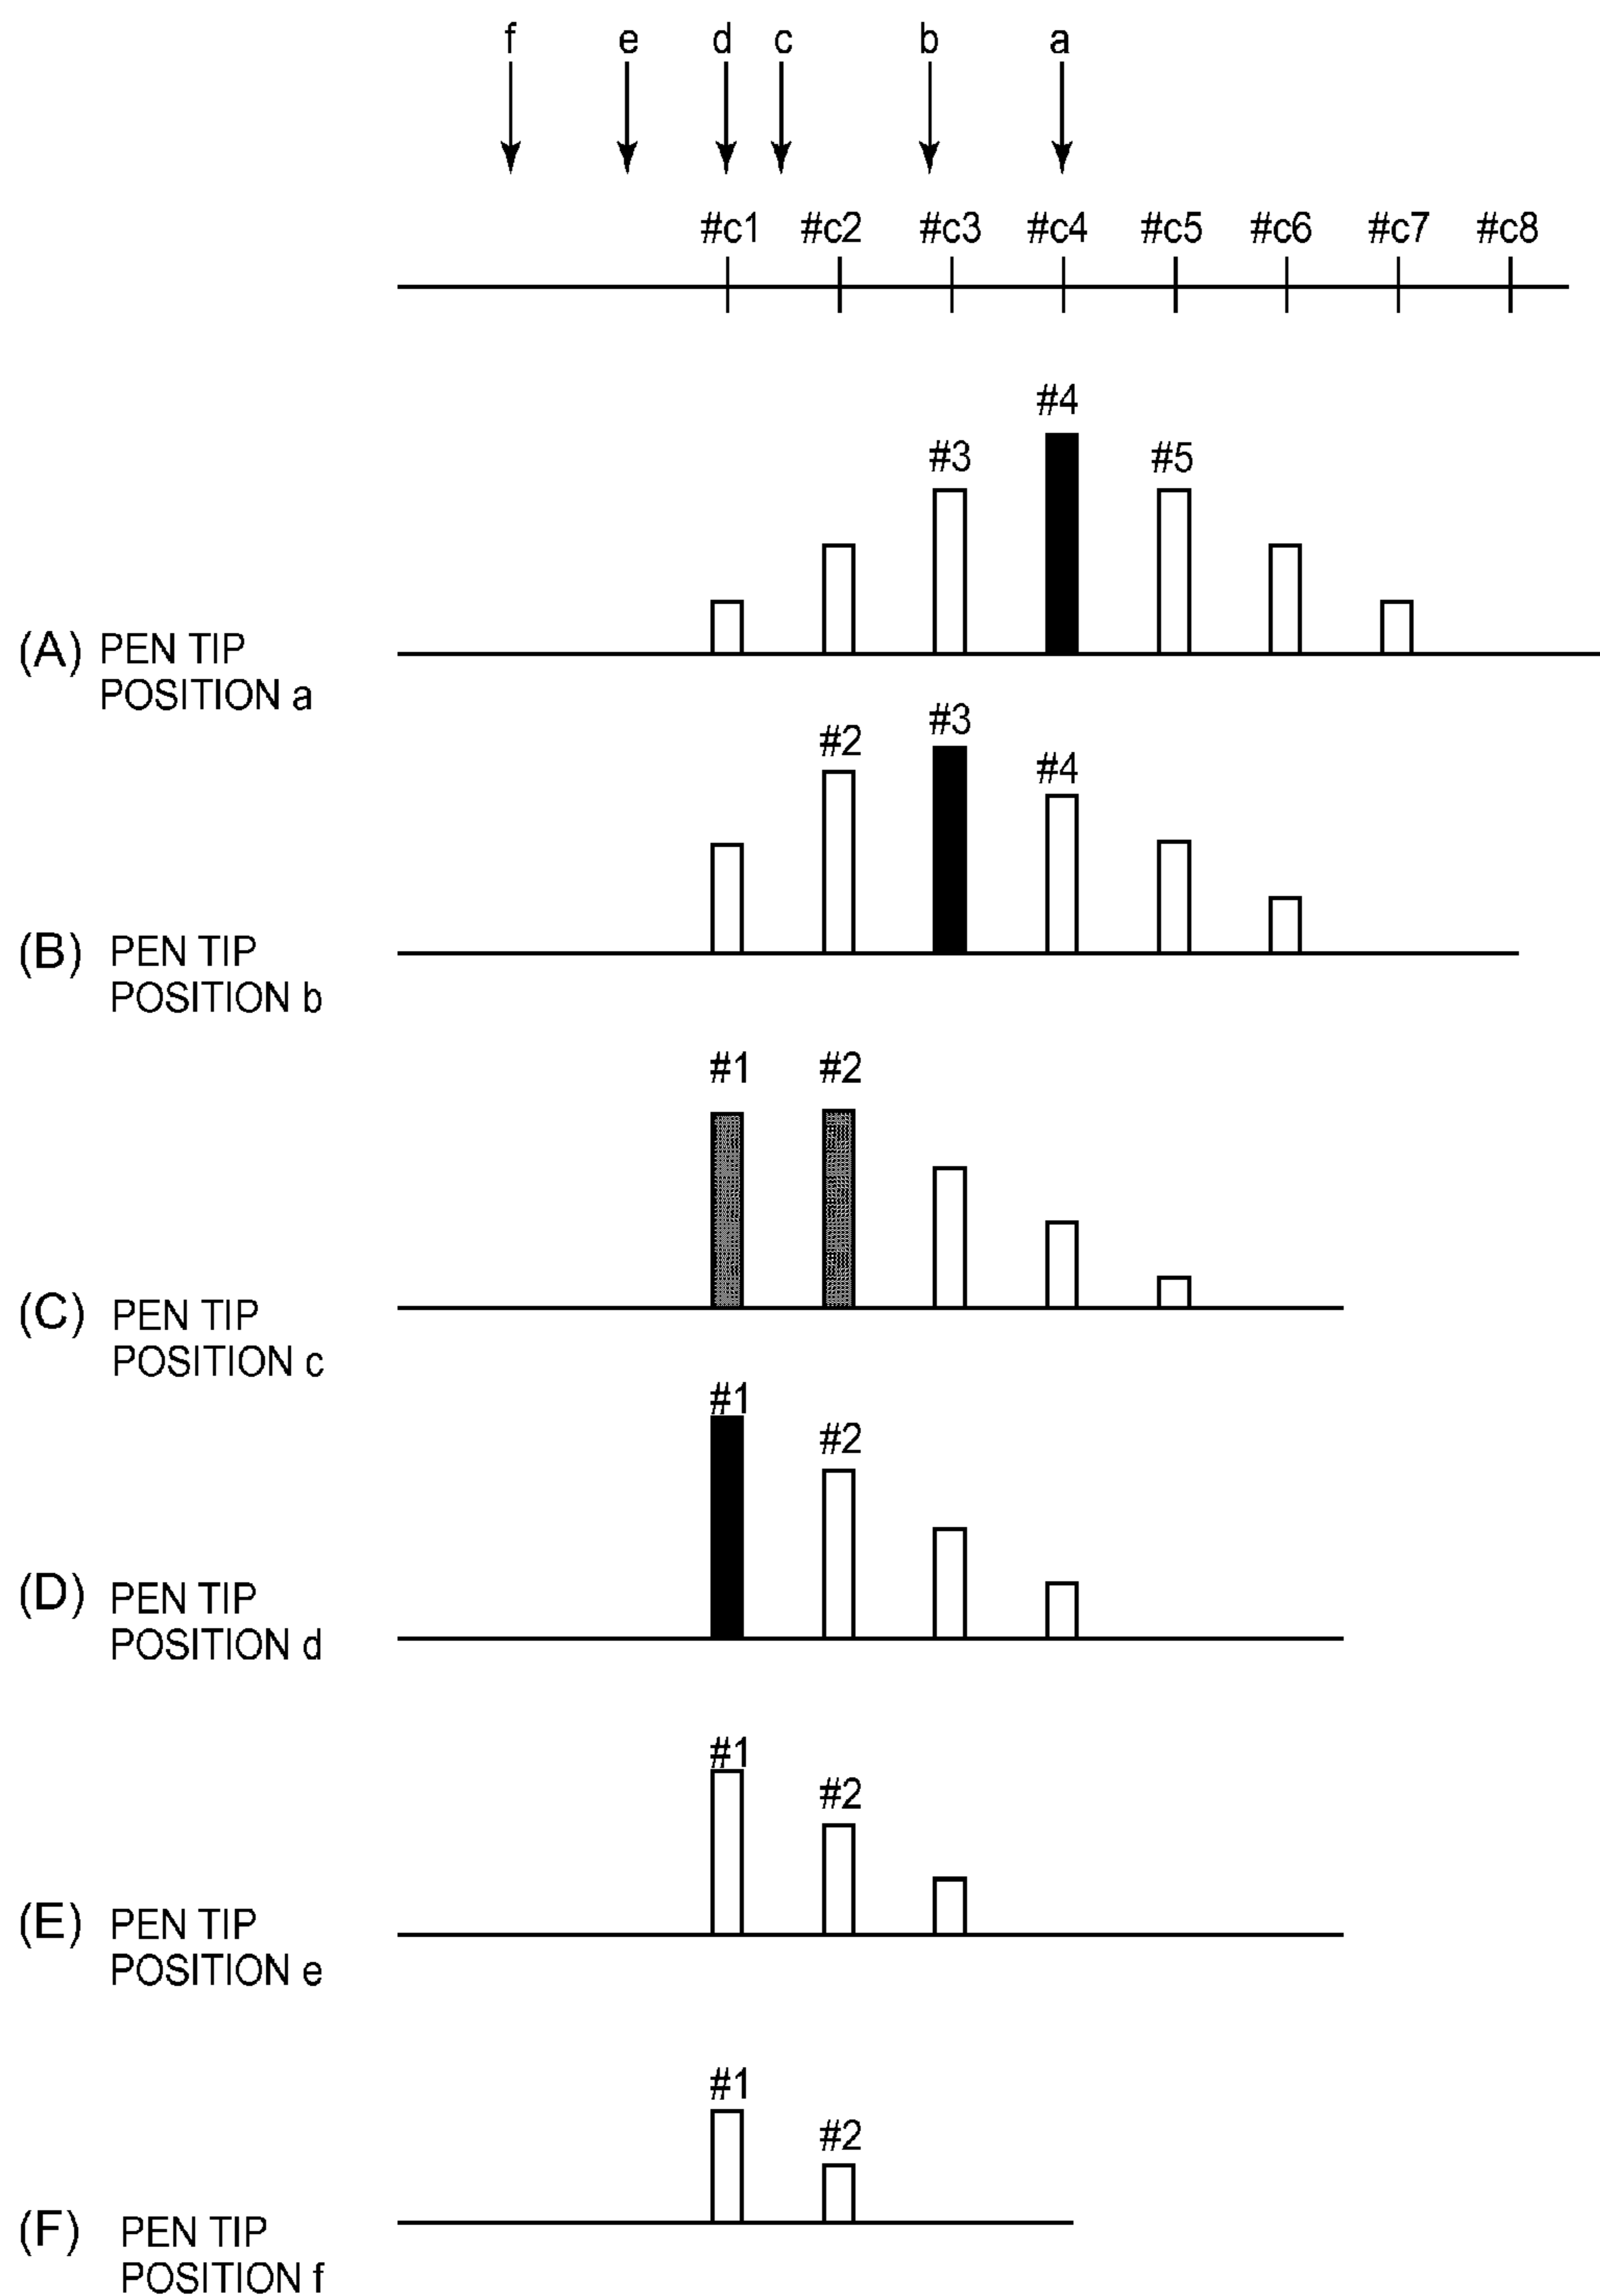 f e d c b a
#c1 #c2 #c3 #c4 #c5 #c6 #c7 #c8
#4
#3 #5
(A) PEN TIP
POSITION a
#3
#2
#4
(B) PEN TIP
POSITION b
#1 #2
(C) PEN TIP
POSITION c
#1
#2
(D) PEN TIP
POSITION d
#1
#2
(E) PEN TIP
POSITION e
#1
#2
(F) PEN TIP
POSITION f